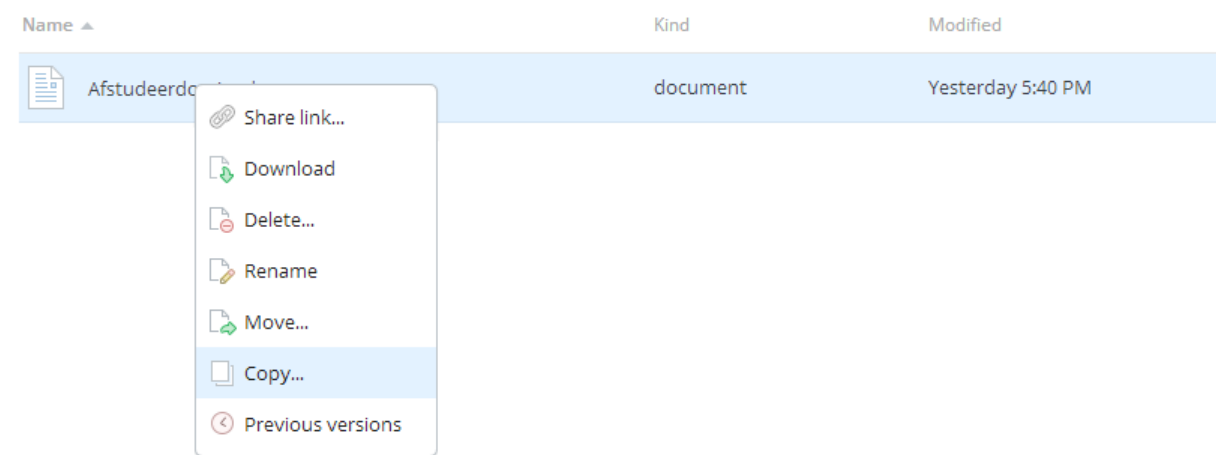 Name Kind Modified
document Yesterday 5:40 PM
Share link...
Download
Delete...
Rename
Move...
Copy...
Previous versions